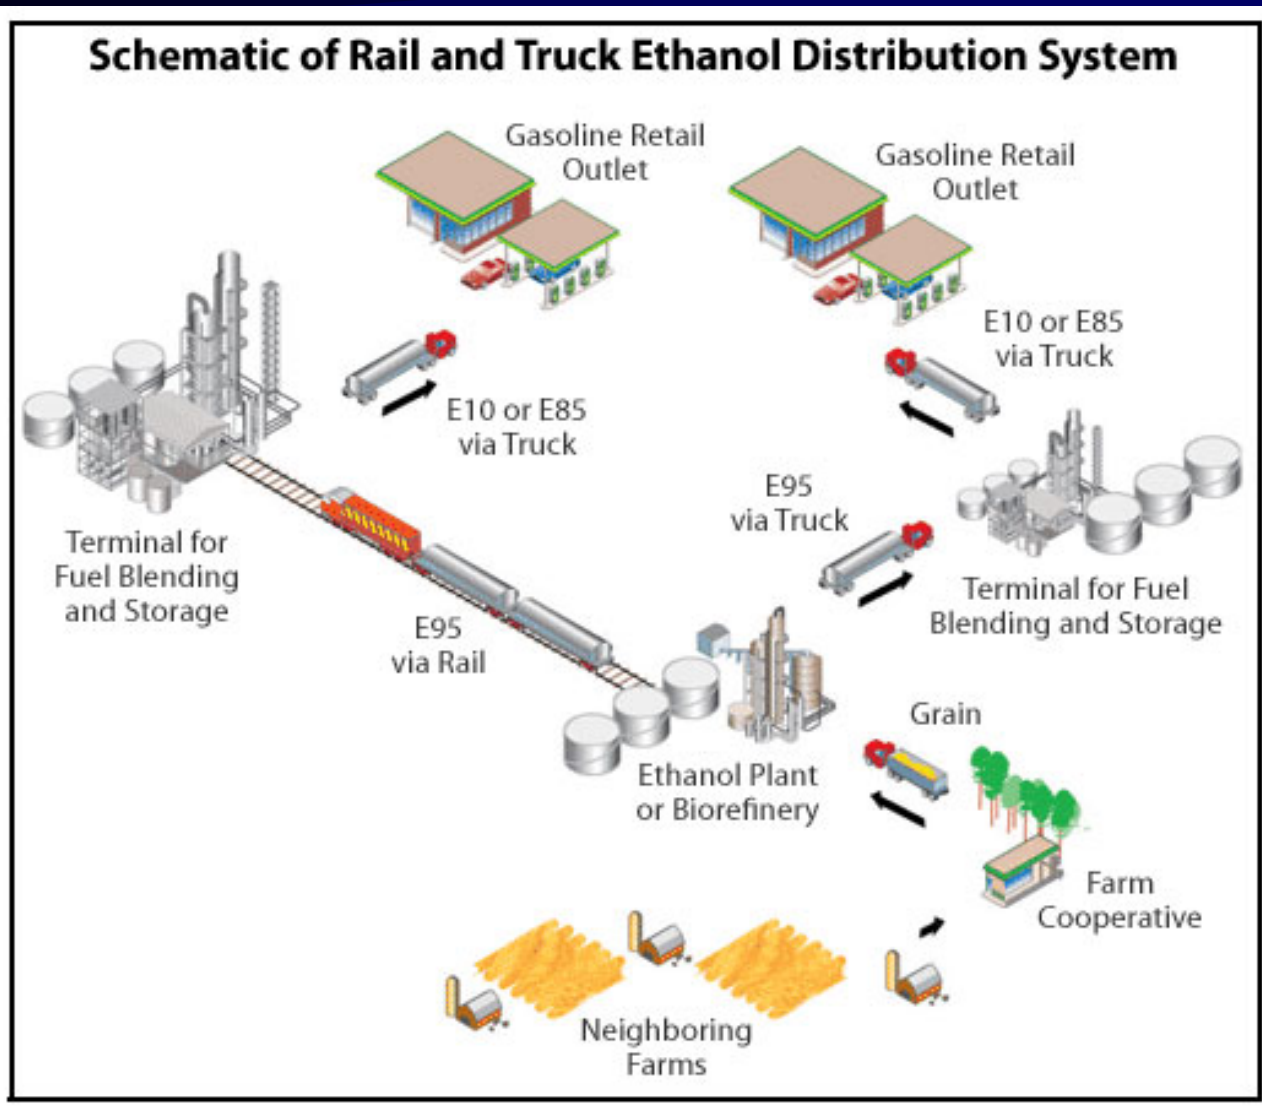 Schematic of Rail and Truck Ethanol Distribution System
Gasoline Retail
Outlet
Gasoline Retail
Outlet
E10 or E85
via Truck
E10 or E85
via Truck
E95
via Truck
Terminal for
Fuel Blending
and Storage
Terminal for Fuel
Blending and Storage
E95
via Rail
Grain
Ethanol Plant
or Biorefinery
Farm
Cooperative
Neighboring
Farms